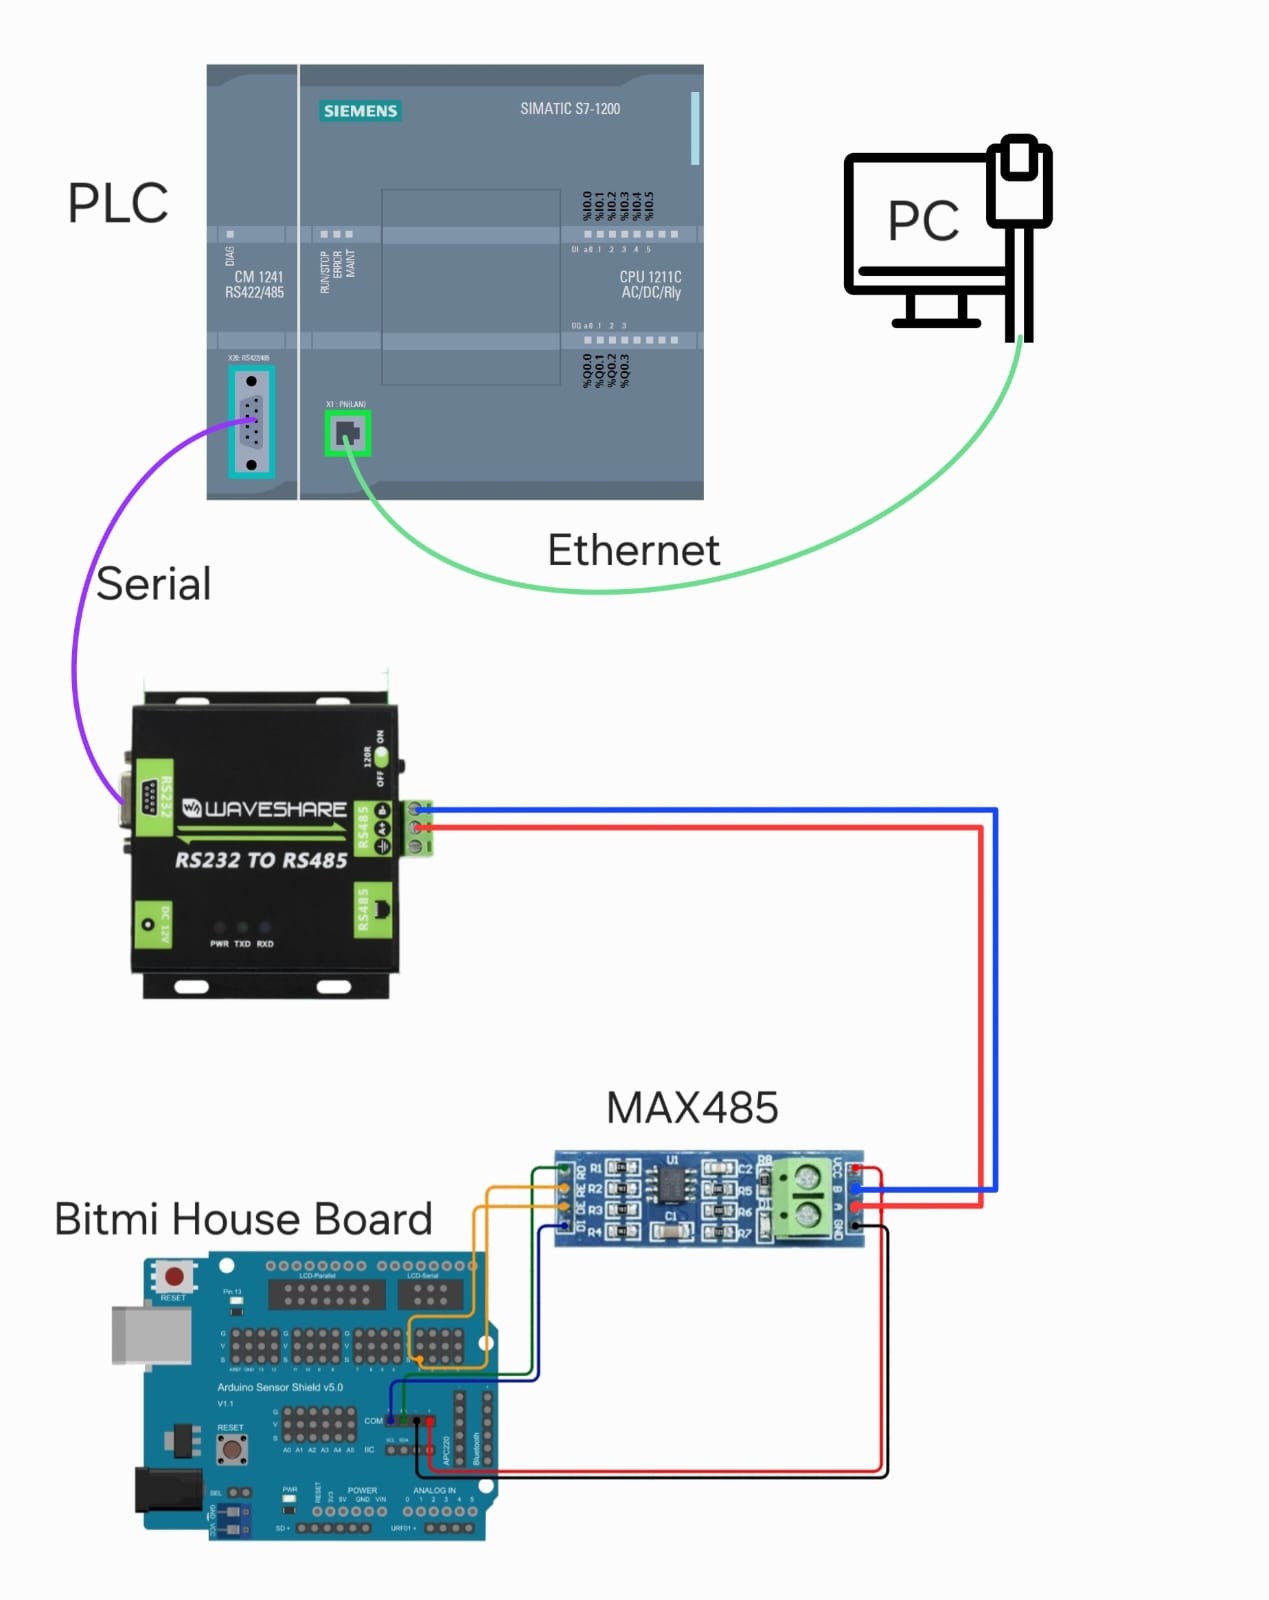 SIEMENS
SIMATIC S7-1200
PLC
%I0.0
%I0.1
%I0.2
%I0.3
%I0.4
%I0.5
PC
DIAG
RUN/STOP
ERROR
MAINT
DI a.0 .1 .2 .3 .4 .5
CM 1241
RS422/485
CPU 1211C
AC/DC/Rly
DQ a.0 .1 .2 .3
X20: RS422/485
%Q0.0
%Q0.1
%Q0.2
%Q0.3
X1 : PN(LAN)
Ethernet
Serial
ON
120R
OFF
RS232
WAVESHARE
RS485
B-
A+
RS232 TO RS485
DC 12V
RS485
PWR TXD RXD
MAX485
RO
RE
DE
DI
R1
R2
R3
R4
U1
C1
C2
R5
R6
R7
R8
VCC
B
A
GND
Bitmi House Board
RESET
Pin 13
LCD-Parallel
LCD-Serial
G
V
S
Arduino Sensor Shield v5.0
V1.1
RESET
G
V
S
A0 A1 A2 A3 A4 A5
COM
SCL SDA
IIC
APC220
Bluetooth
SEL
PWR
RESET
3V3
5V
POWER
GND VIN
ANALOG IN
0 1 2 3 4 5
GND VCC
SD +
URF01 +